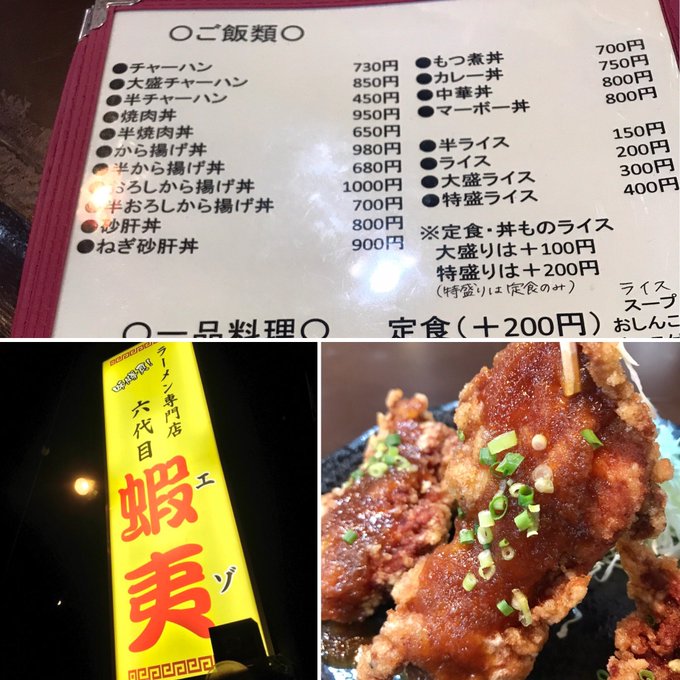 〇ご飯類〇
●チャーハン 730円
●大盛チャーハン 850円
●半チャーハン 450円
●焼肉丼 950円
●半焼肉丼 650円
●から揚げ丼 980円
●半から揚げ丼 680円
●おろしから揚げ丼 1000円
●半おろしから揚げ丼 700円
●砂肝丼 800円
●ねぎ砂肝丼 900円
●もつ煮丼 700円
●カレー丼 750円
●中華丼 800円
●マーボー丼 800円
●半ライス 150円
●ライス 200円
●大盛ライス 300円
●特盛ライス 400円
※定食・丼ものライス
大盛りは＋100円
特盛りは＋200円
(特盛りは定食のみ)
〇一品料理〇
定食(＋200円)
ライス
スープ
おしんこ
ラーメン専門店
六代目
蝦夷
エゾ